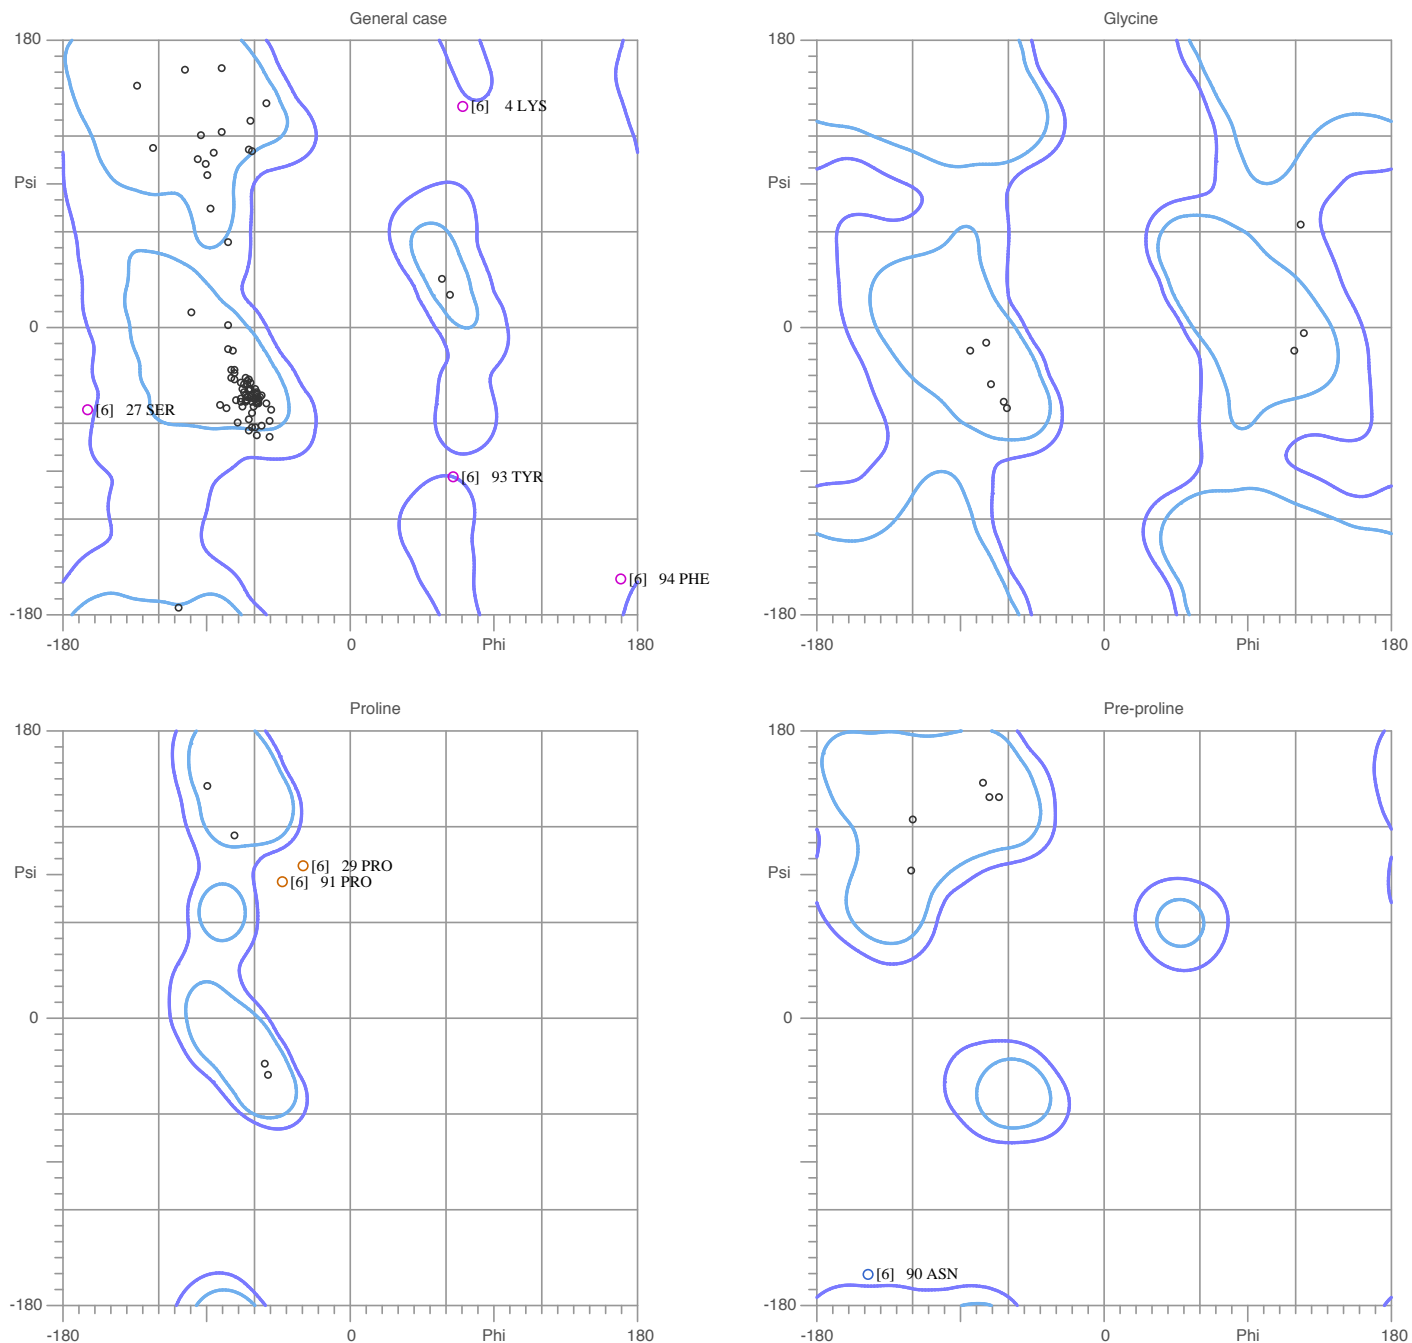 General case
180
Psi
0
-180
-180 0 Phi 180
[6] 4 LYS
[6] 27 SER
[6] 93 TYR
[6] 94 PHE
Glycine
180
Psi
0
-180
-180 0 Phi 180
Proline
180
Psi
0
-180
-180 0 Phi 180
[6] 29 PRO
[6] 91 PRO
Pre-proline
180
Psi
0
-180
-180 0 Phi 180
[6] 90 ASN